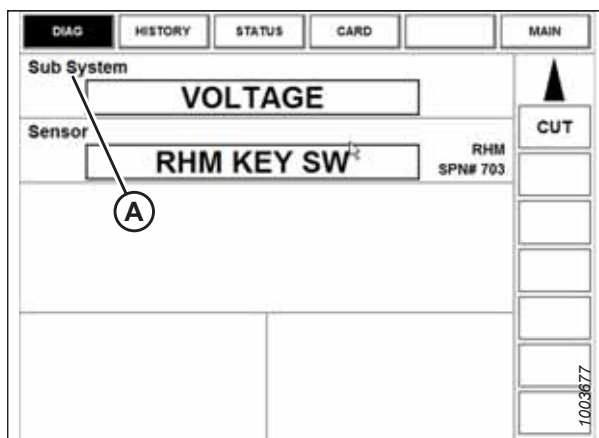 DIAG HISTORY STATUS CARD MAIN
Sub System
VOLTAGE
CUT
Sensor
RHM KEY SW
RHM
SPN# 703
A
1003677